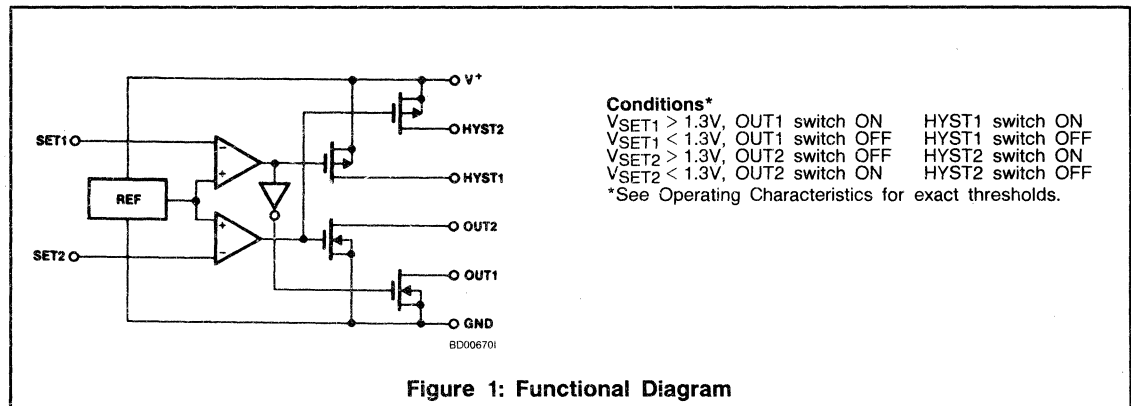 V+
HYST2
SET1
HYST1
REF
OUT2
SET2
OUT1
GND
BD00670I
Conditions*
VSET1 > 1.3V, OUT1 switch ON HYST1 switch ON
VSET1 < 1.3V, OUT1 switch OFF HYST1 switch OFF
VSET2 > 1.3V, OUT2 switch OFF HYST2 switch ON
VSET2 < 1.3V, OUT2 switch ON HYST2 switch OFF
*See Operating Characteristics for exact thresholds.
Figure 1: Functional Diagram